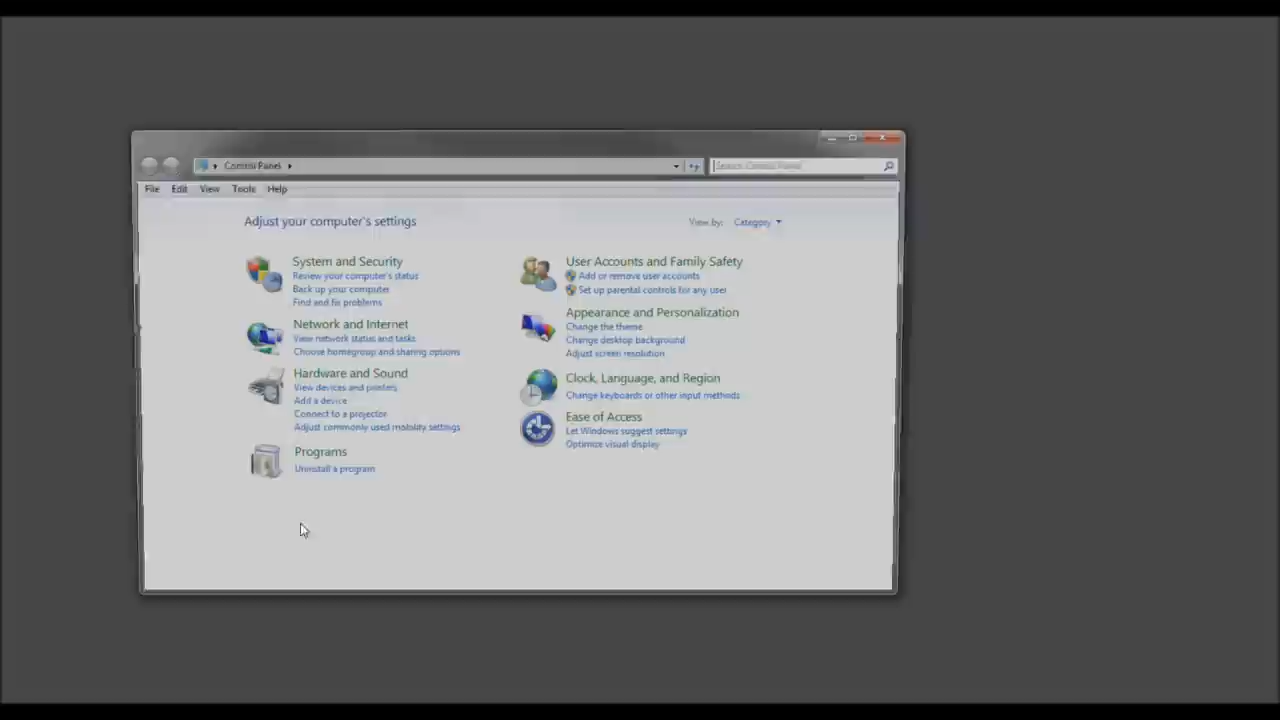 Control Panel
Search Control Panel
File Edit View Tools Help
Adjust your computer's settings
View by: Category
System and Security
Review your computer's status
Back up your computer
Find and fix problems
Network and Internet
View network status and tasks
Choose homegroup and sharing options
Hardware and Sound
View devices and printers
Add a device
Connect to a projector
Adjust commonly used mobility settings
Programs
Uninstall a program
User Accounts and Family Safety
Add or remove user accounts
Set up parental controls for any user
Appearance and Personalization
Change the theme
Change desktop background
Adjust screen resolution
Clock, Language, and Region
Change keyboards or other input methods
Ease of Access
Let Windows suggest settings
Optimize visual display